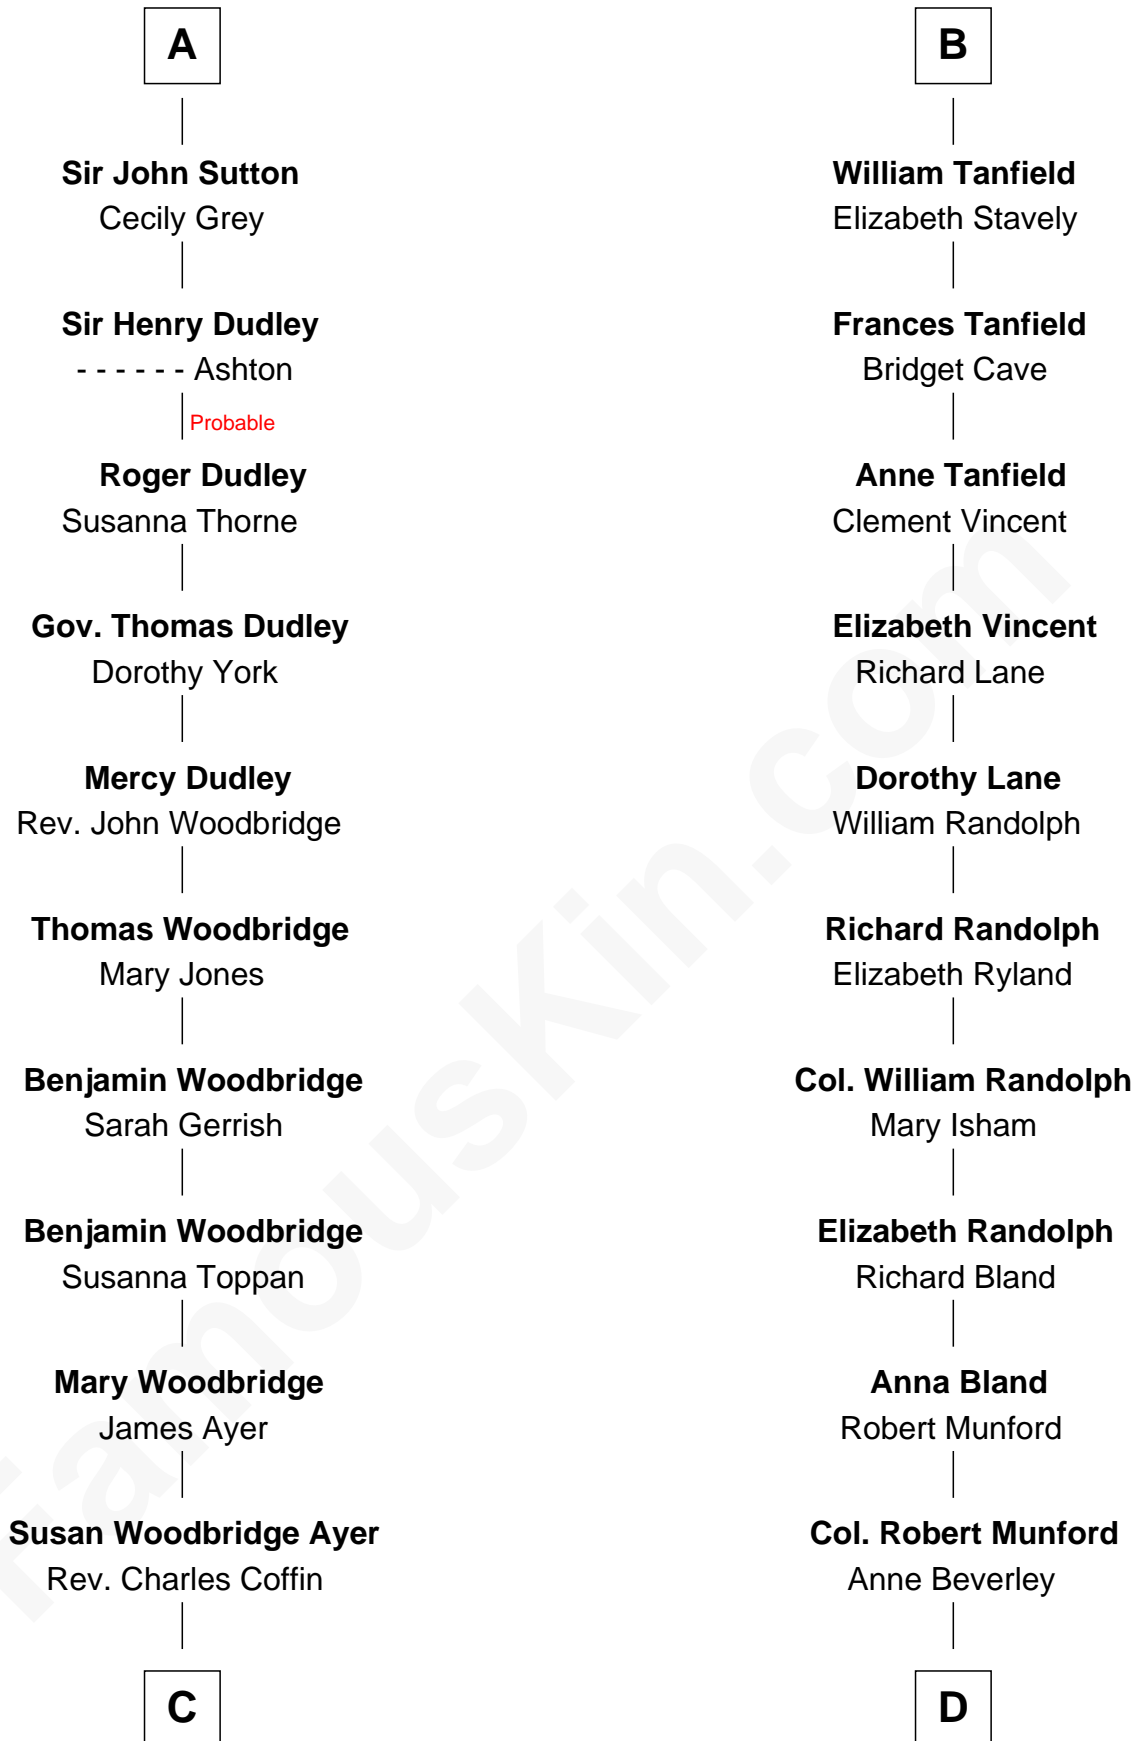 A
Sir John Sutton
Cecily Grey
Sir Henry Dudley
- - - - - - Ashton
Probable
Roger Dudley
Susanna Thorne
Gov. Thomas Dudley
Dorothy York
Mercy Dudley
Rev. John Woodbridge
Thomas Woodbridge
Mary Jones
Benjamin Woodbridge
Sarah Gerrish
Benjamin Woodbridge
Susanna Toppan
Mary Woodbridge
James Ayer
Susan Woodbridge Ayer
Rev. Charles Coffin
C
B
William Tanfield
Elizabeth Stavely
Frances Tanfield
Bridget Cave
Anne Tanfield
Clement Vincent
Elizabeth Vincent
Richard Lane
Dorothy Lane
William Randolph
Richard Randolph
Elizabeth Ryland
Col. William Randolph
Mary Isham
Elizabeth Randolph
Richard Bland
Anna Bland
Robert Munford
Col. Robert Munford
Anne Beverley
D
FamousKin.com